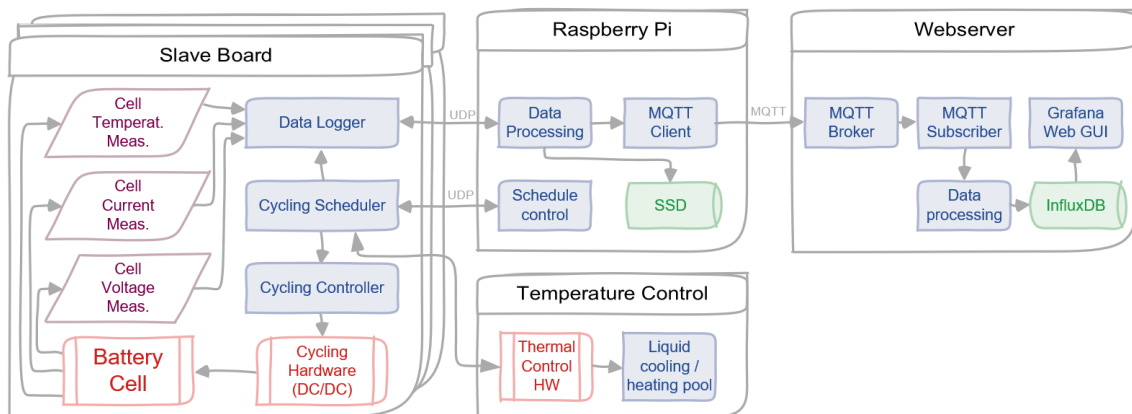 Slave Board
Cell
Temperat.
Meas.
Data Logger
Cell
Current
Meas.
Cycling Scheduler
Cell
Voltage
Meas.
Cycling Controller
Battery
Cell
Cycling
Hardware
(DC/DC)
UDP
UDP
Raspberry Pi
Data
Processing
MQTT
Client
Schedule
control
SSD
MQTT
Webserver
MQTT
Broker
MQTT
Subscriber
Grafana
Web GUI
Data
processing
InfluxDB
Temperature Control
Thermal
Control
HW
Liquid
cooling /
heating pool